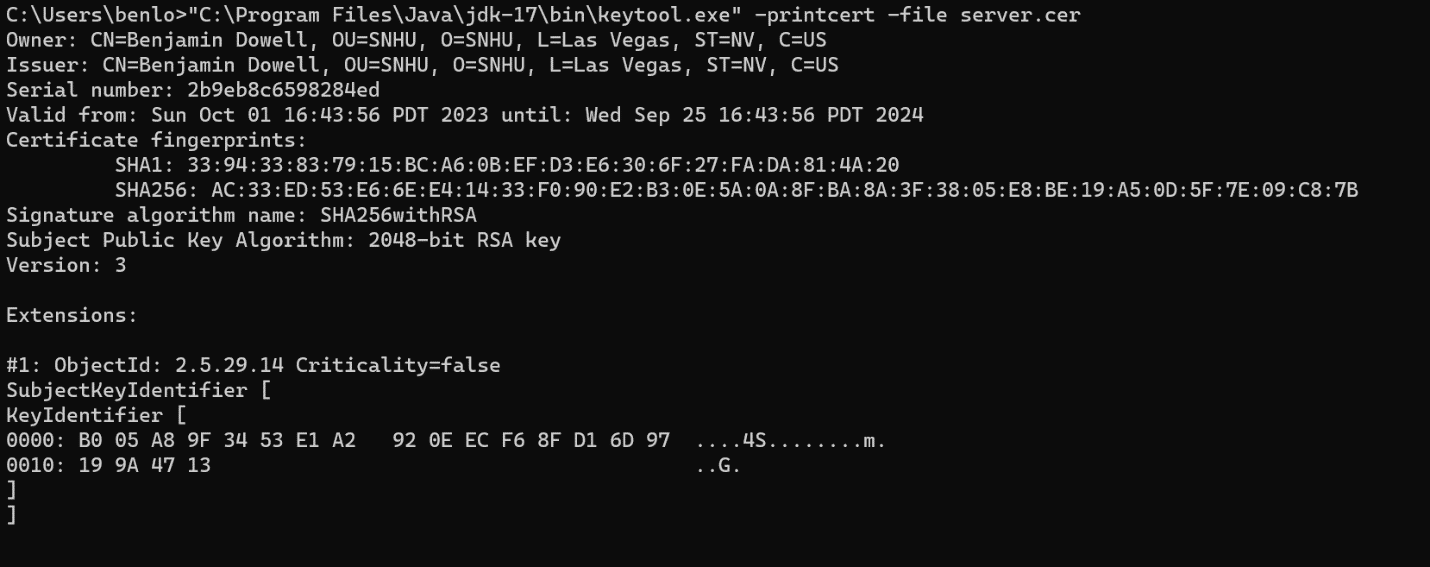 C:\Users\benlo>"C:\Program Files\Java\jdk-17\bin\keytool.exe" -printcert -file server.cer
Owner: CN=Benjamin Dowell, OU=SNHU, O=SNHU, L=Las Vegas, ST=NV, C=US
Issuer: CN=Benjamin Dowell, OU=SNHU, O=SNHU, L=Las Vegas, ST=NV, C=US
Serial number: 2b9eb8c6598284ed
Valid from: Sun Oct 01 16:43:56 PDT 2023 until: Wed Sep 25 16:43:56 PDT 2024
Certificate fingerprints:
         SHA1: 33:94:33:83:79:15:BC:A6:0B:EF:D3:E6:30:6F:27:FA:DA:81:4A:20
         SHA256: AC:33:ED:53:E6:6E:E4:14:33:F0:90:E2:B3:0E:5A:0A:8F:BA:8A:3F:38:05:E8:BE:19:A5:0D:5F:7E:09:C8:7B
Signature algorithm name: SHA256withRSA
Subject Public Key Algorithm: 2048-bit RSA key
Version: 3

Extensions:

#1: ObjectId: 2.5.29.14 Criticality=false
SubjectKeyIdentifier [
KeyIdentifier [
0000: B0 05 A8 9F 34 53 E1 A2   92 0E EC F6 8F D1 6D 97  ....4S........m.
0010: 19 9A 47 13                                        ..G.
]
]